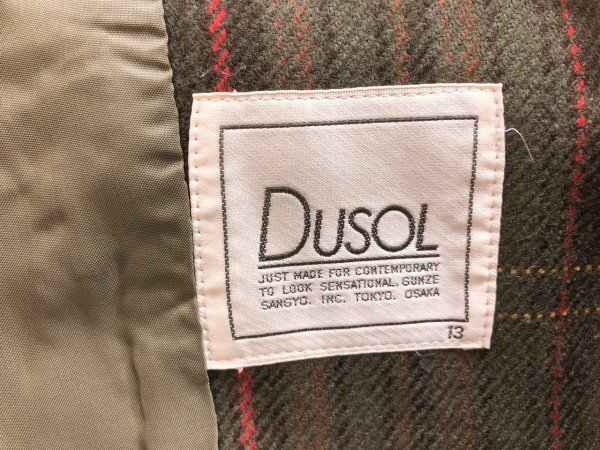 DUSOL
JUST MADE FOR CONTEMPORARY
TO LOOK SENSATIONAL. GUNZE
SANGYO. INC. TOKYO. OSAKA
13